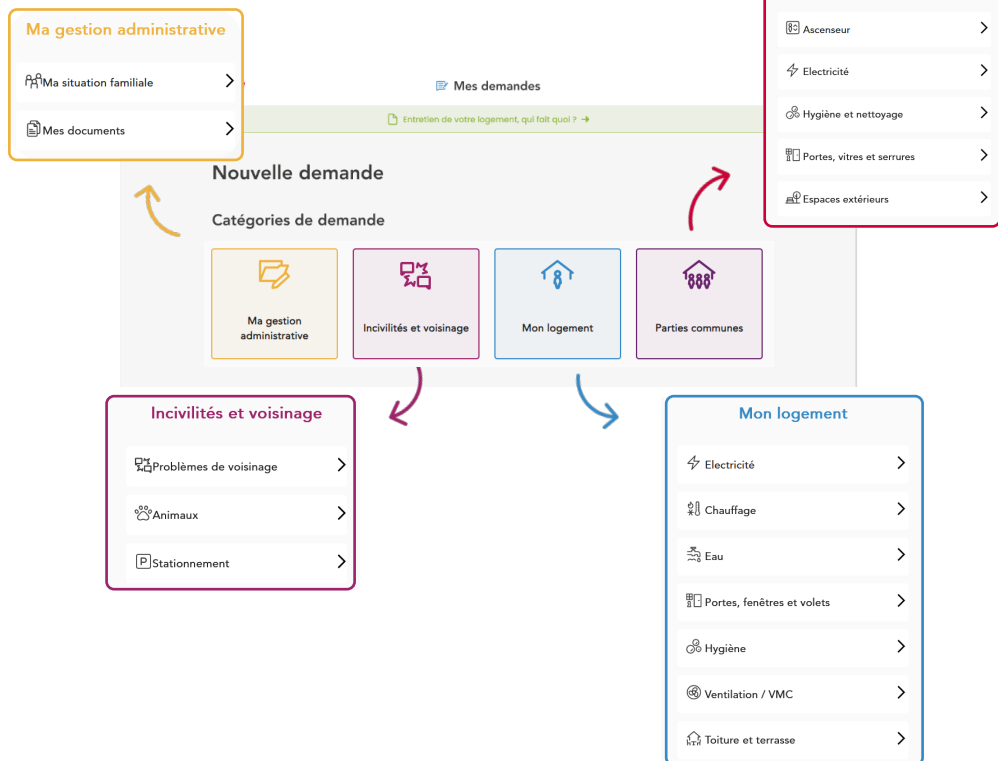 Ma gestion administrative
Ma situation familiale
Mes documents
Ascenseur
Electricité
Hygiène et nettoyage
Portes, vitres et serrures
Espaces extérieurs
Mes demandes
Entretien de votre logement, qui fait quoi ?
Nouvelle demande
Catégories de demande
Ma gestion
administrative
Incivilités et voisinage
Mon logement
Parties communes
Incivilités et voisinage
Problèmes de voisinage
Animaux
P
Stationnement
Mon logement
Electricité
Chauffage
Eau
Portes, fenêtres et volets
Hygiène
Ventilation / VMC
Toiture et terrasse